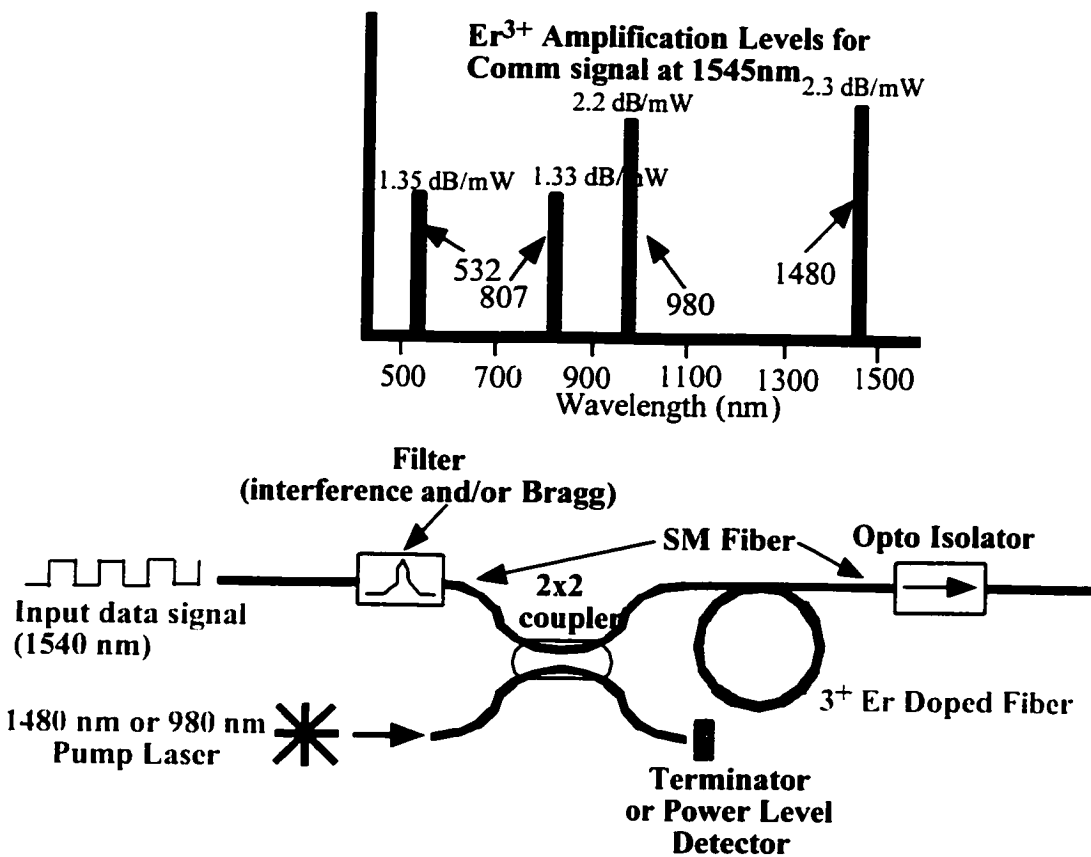 Er³⁺ Amplification Levels for
Comm signal at 1545nm
2.3 dB/mW
2.2 dB/mW
1.35 dB/mW
1.33 dB/mW
532
807
980
1480
500 700 900 1100 1300 1500
Wavelength (nm)
Filter
(interference and/or Bragg)
SM Fiber
Opto Isolator
2x2
coupler
Input data signal
(1540 nm)
3⁺ Er Doped Fiber
1480 nm or 980 nm
Pump Laser
Terminator
or Power Level
Detector